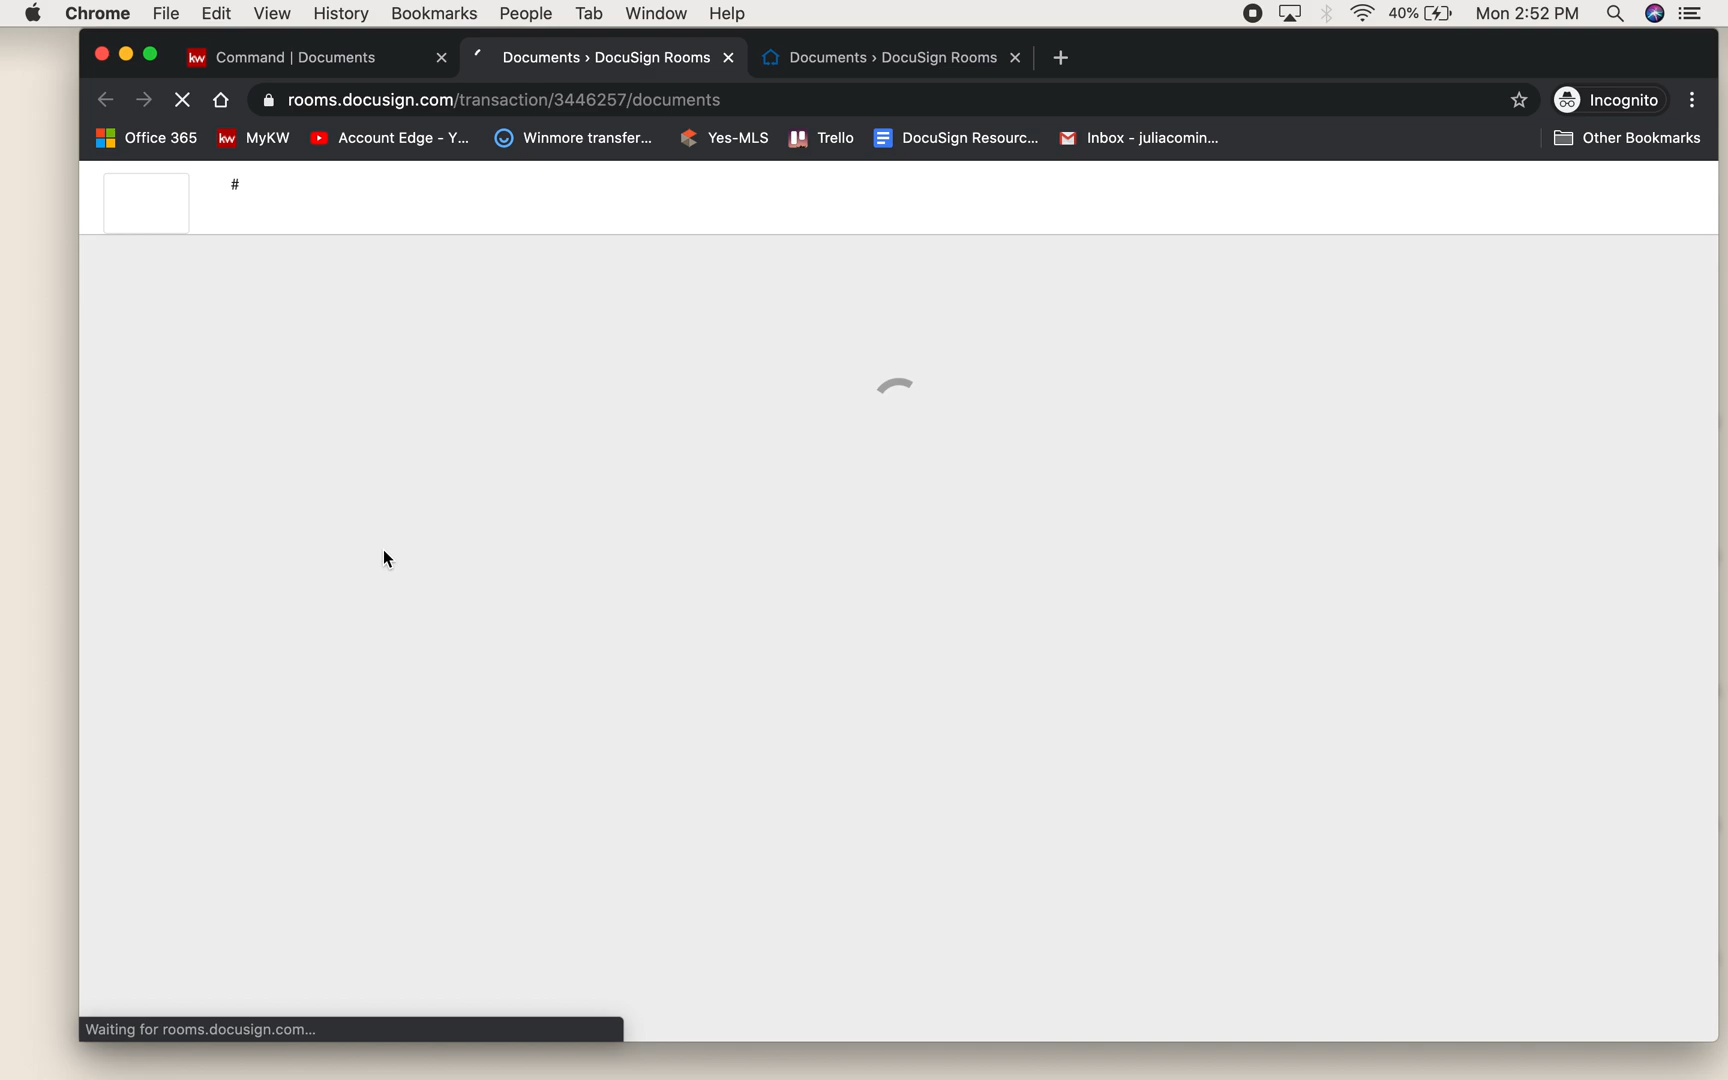 Chrome File Edit View History Bookmarks People Tab Window Help 40% Mon 2:52 PM
kw Command | Documents Documents › DocuSign Rooms Documents › DocuSign Rooms
rooms.docusign.com/transaction/3446257/documents Incognito
Office 365 kw MyKW Account Edge - Y... Winmore transfer... Yes-MLS Trello DocuSign Resourc... Inbox - juliacomin... Other Bookmarks
#
Waiting for rooms.docusign.com...